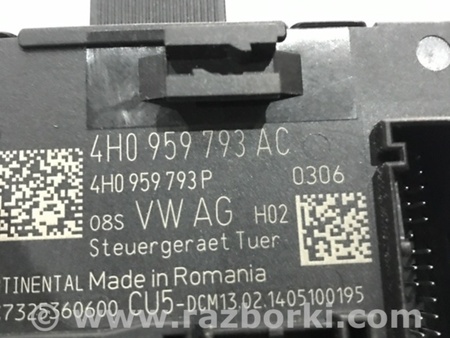 4H0 959 793 AC
4H0 959 793 P 0306
08S VW AG H02
Steuergeraet Tuer
TINENTAL Made in Romania
7325360600 CU5-DCM13.02.1405100195
www.razborki.com